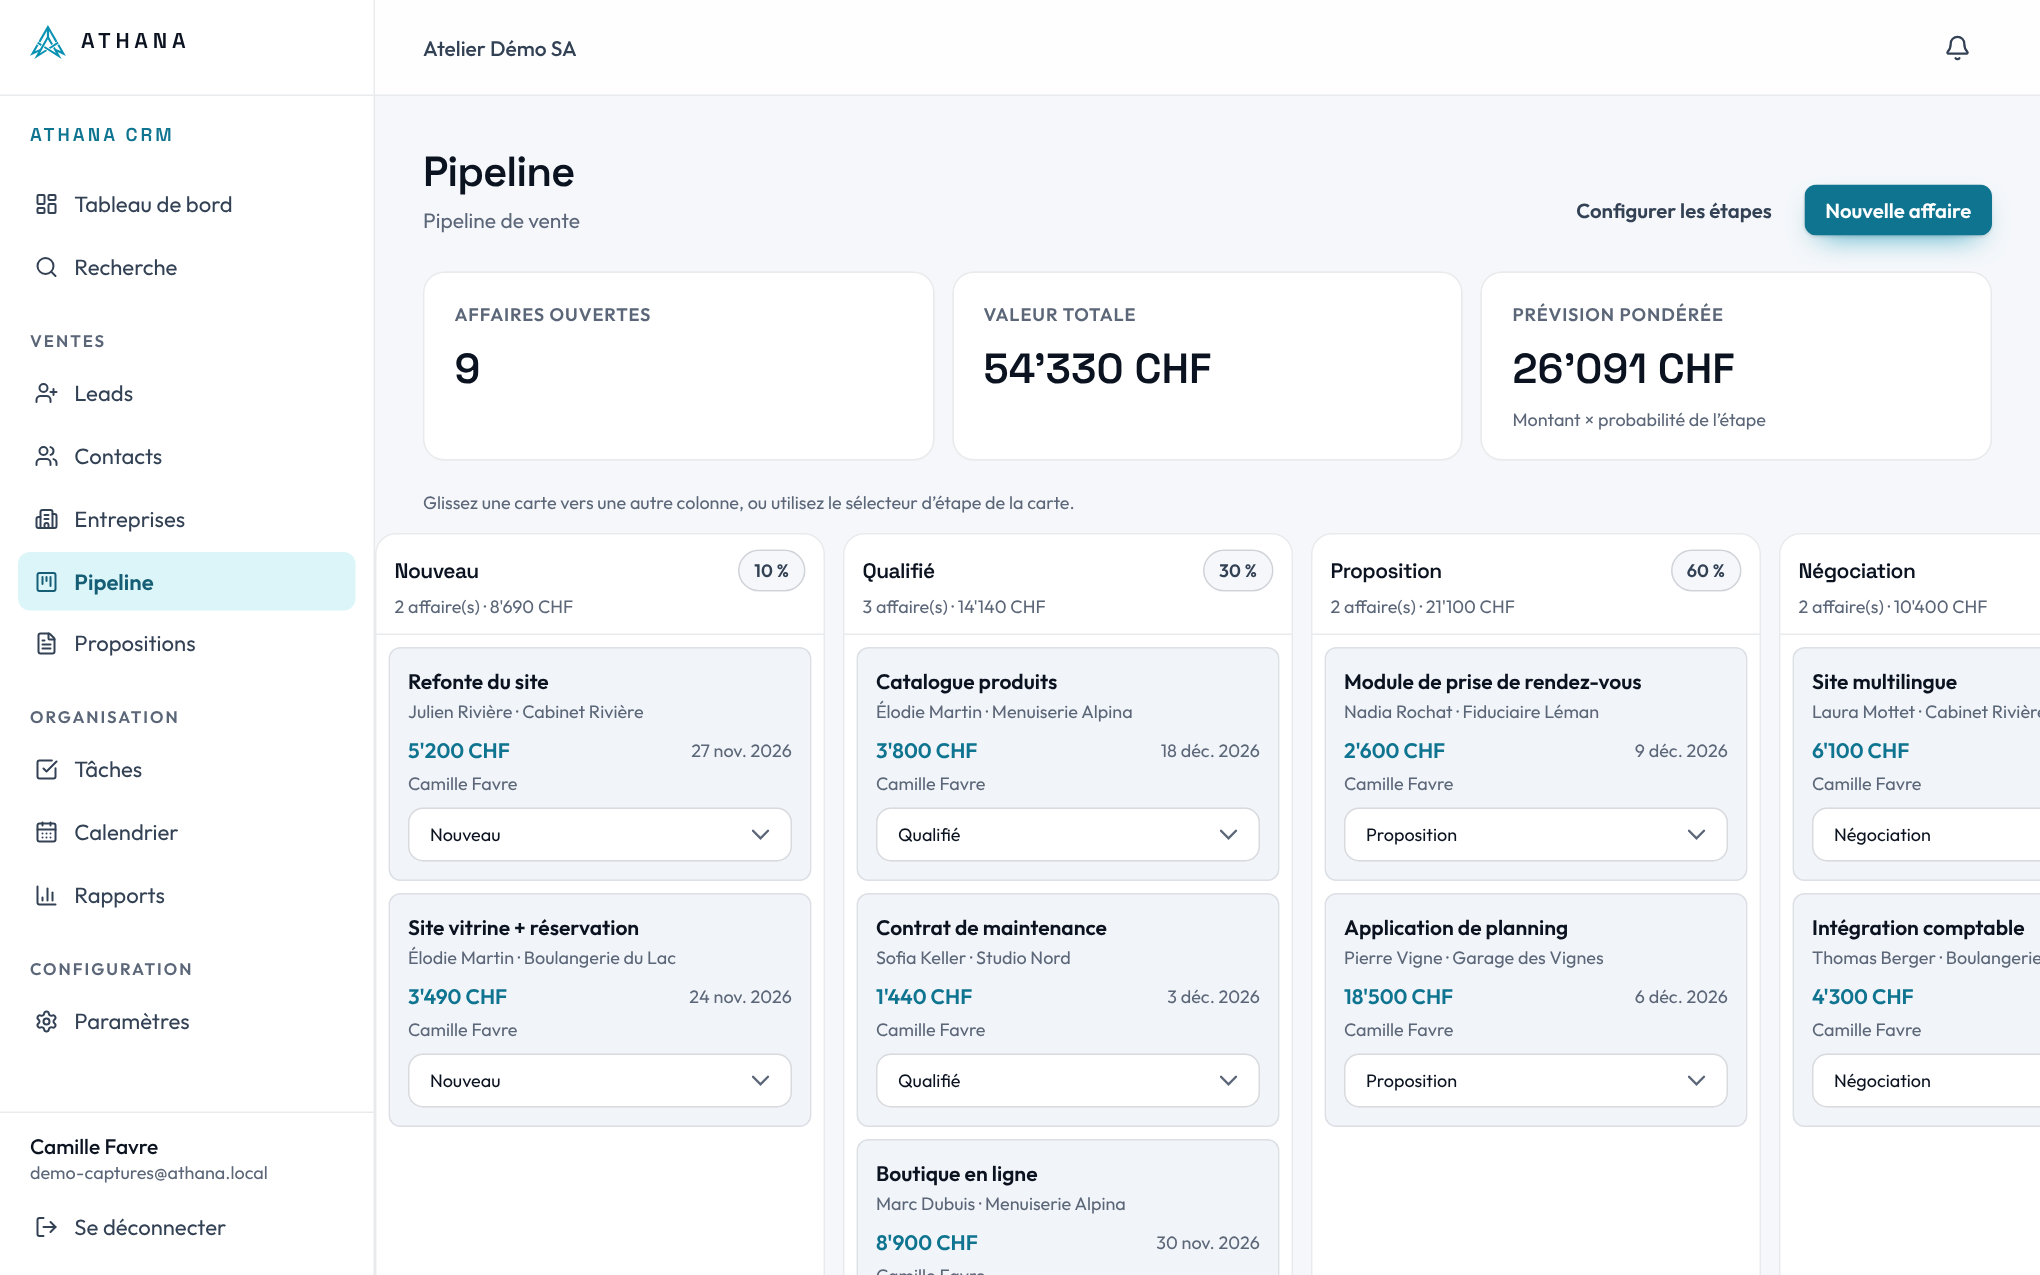 ATHANA
Atelier Démo SA
ATHANA CRM
Tableau de bord
Recherche
VENTES
Leads
Contacts
Entreprises
Pipeline
Propositions
ORGANISATION
Tâches
Calendrier
Rapports
CONFIGURATION
Paramètres
Camille Favre
demo-captures@athana.local
Se déconnecter
Pipeline
Pipeline de vente
Configurer les étapes
Nouvelle affaire
AFFAIRES OUVERTES
9
VALEUR TOTALE
54’330 CHF
PRÉVISION PONDÉRÉE
26’091 CHF
Montant × probabilité de l’étape
Glissez une carte vers une autre colonne, ou utilisez le sélecteur d’étape de la carte.
Nouveau 10 %
2 affaire(s) · 8'690 CHF
Refonte du site
Julien Rivière · Cabinet Rivière
5'200 CHF 27 nov. 2026
Camille Favre
Nouveau
Site vitrine + réservation
Élodie Martin · Boulangerie du Lac
3'490 CHF 24 nov. 2026
Camille Favre
Nouveau
Qualifié 30 %
3 affaire(s) · 14'140 CHF
Catalogue produits
Élodie Martin · Menuiserie Alpina
3'800 CHF 18 déc. 2026
Camille Favre
Qualifié
Contrat de maintenance
Sofia Keller · Studio Nord
1'440 CHF 3 déc. 2026
Camille Favre
Qualifié
Boutique en ligne
Marc Dubuis · Menuiserie Alpina
8'900 CHF 30 nov. 2026
Camille Favre
Proposition 60 %
2 affaire(s) · 21'100 CHF
Module de prise de rendez-vous
Nadia Rochat · Fiduciaire Léman
2'600 CHF 9 déc. 2026
Camille Favre
Proposition
Application de planning
Pierre Vigne · Garage des Vignes
18'500 CHF 6 déc. 2026
Camille Favre
Proposition
Négociation
2 affaire(s) · 10'400 CHF
Site multilingue
Laura Mottet · Cabinet Rivière
6'100 CHF
Camille Favre
Négociation
Intégration comptable
Thomas Berger · Boulangerie
4'300 CHF
Camille Favre
Négociation